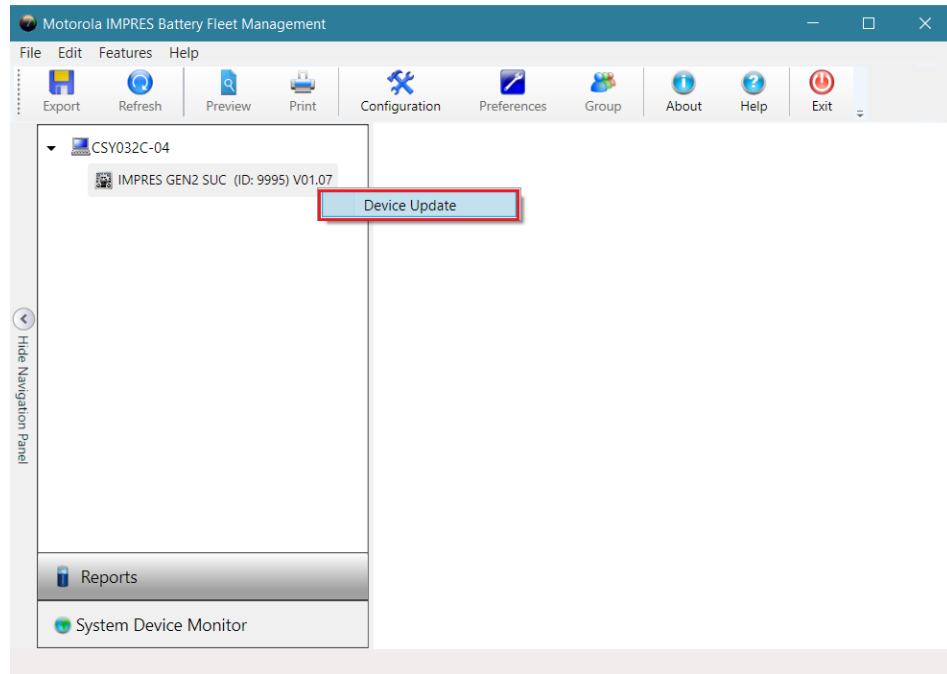 Motorola IMPRES Battery Fleet Management
File Edit Features Help
Export Refresh Preview Print Configuration Preferences Group About Help Exit
CSY032C-04
IMPRES GEN2 SUC (ID: 9995) V01.07
Device Update
Hide Navigation Panel
Reports
System Device Monitor